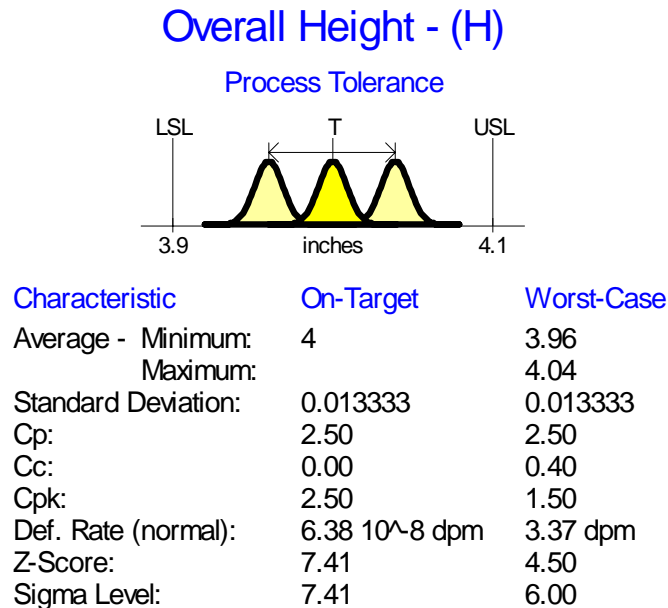 Overall Height - (H)
Process Tolerance
LSL T USL
3.9 inches 4.1
Characteristic On-Target Worst-Case
Average - Minimum: 4 3.96
Maximum: 4.04
Standard Deviation: 0.013333 0.013333
Cp: 2.50 2.50
Cc: 0.00 0.40
Cpk: 2.50 1.50
Def. Rate (normal): 6.38 10^-8 dpm 3.37 dpm
Z-Score: 7.41 4.50
Sigma Level: 7.41 6.00